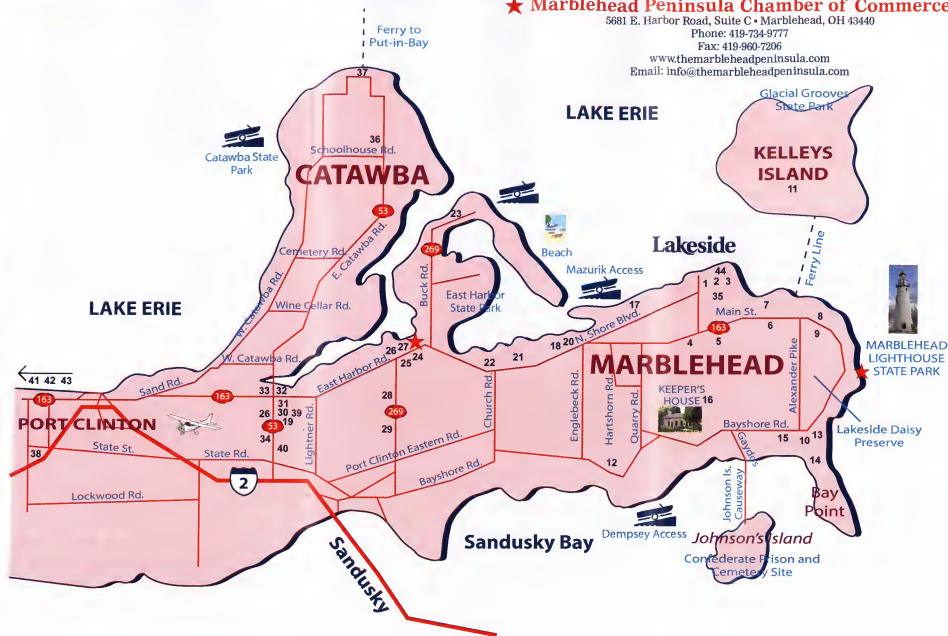 ★ Marblehead Peninsula Chamber of Commerce
5681 E. Harbor Road, Suite C • Marblehead, OH 43440
Phone: 419-734-9777
Fax: 419-960-7206
www.themarbleheadpeninsula.com
Email: info@themarbleheadpeninsula.com
Ferry to
Put-in-Bay
37
36
Schoolhouse Rd.
Catawba State
Park
CATAWBA
53
Cemetery Rd.
E. Catawba Rd.
W. Catawba Rd.
Wine Cellar Rd.
W. Catawba Rd.
LAKE ERIE
LAKE ERIE
Glacial Grooves
State Park
KELLEYS
ISLAND
11
Ferry Line
23
269
Buck Rd.
East Harbor
State Park
Beach
Mazurik Access
Lakeside
44
1 2 3
35
17
N. Shore Blvd.
18 20
Main St.
7
8
163
6
9
4
5
MARBLEHEAD
LIGHTHOUSE
STATE PARK
26 27
24
25
East Harbor Rd.
22
21
MARBLEHEAD
KEEPER'S
HOUSE 16
Alexander Pike
Englebeck Rd.
Hartshorn Rd.
Quarry Rd.
Church Rd.
Bayshore Rd.
15 10 13
14
12
Lakeside Daisy
Preserve
Gaydos
Johnson Is.
Causeway
Bay
Point
Johnson's Island
Confederate Prison and
Cemetery Site
Dempsey Access
Sandusky Bay
41 42 43
163
Sand Rd.
163
33 32
31
26 30 39
19
53
34
40
Lightner Rd.
28
269
29
PORT CLINTON
38
State St.
State Rd.
2
Port Clinton Eastern Rd.
Bayshore Rd.
Lockwood Rd.
Sandusky